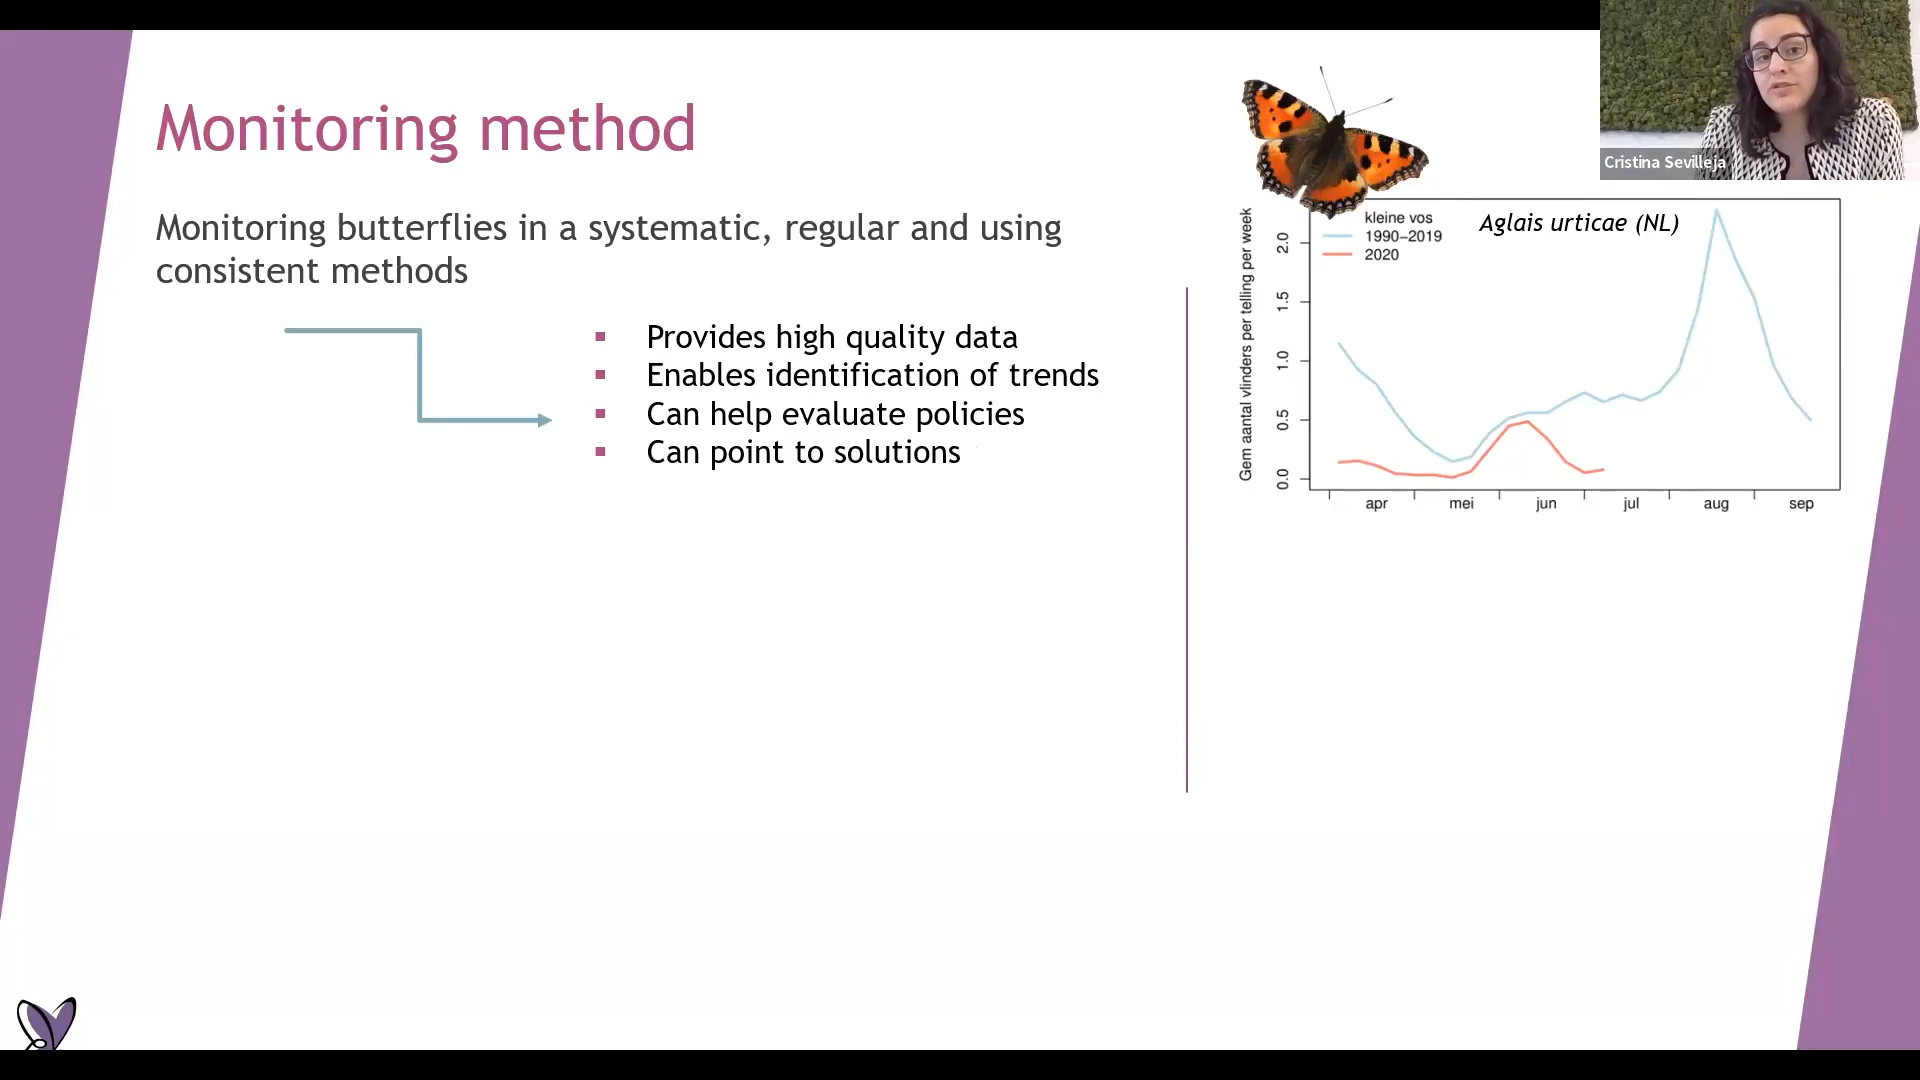 Monitoring method
Cristina Sevilleja
Monitoring butterflies in a systematic, regular and using
consistent methods
Provides high quality data
Enables identification of trends
Can help evaluate policies
Can point to solutions
kleine vos
1990–2019
2020
Aglais urticae (NL)
Gem aantal vlinders per telling per week
2.0
1.5
1.0
0.5
0.0
apr mei jun jul aug sep